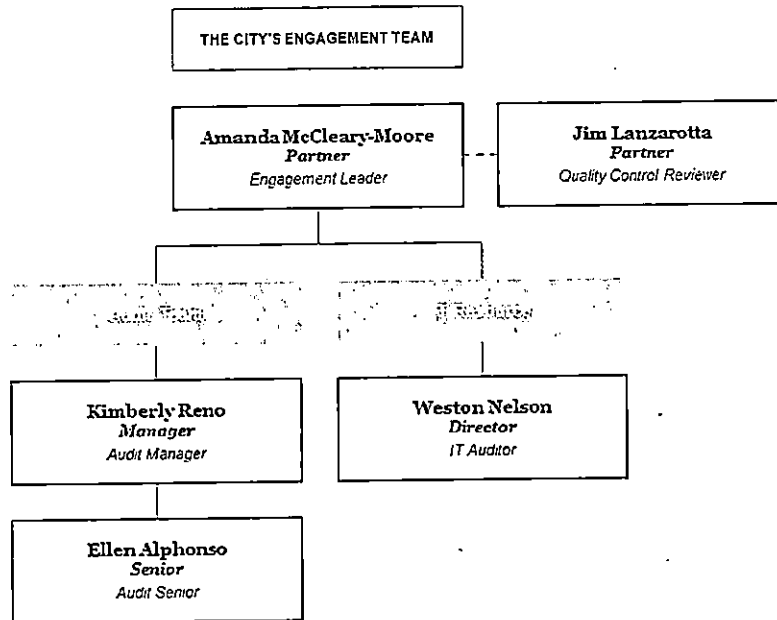 THE CITY'S ENGAGEMENT TEAM
Amanda McCleary-Moore
Partner
Engagement Leader
Jim Lanzarotta
Partner
Quality Control Reviewer
Kimberly Reno
Manager
Audit Manager
Weston Nelson
Director
IT Auditor
Ellen Alphonso
Senior
Audit Senior